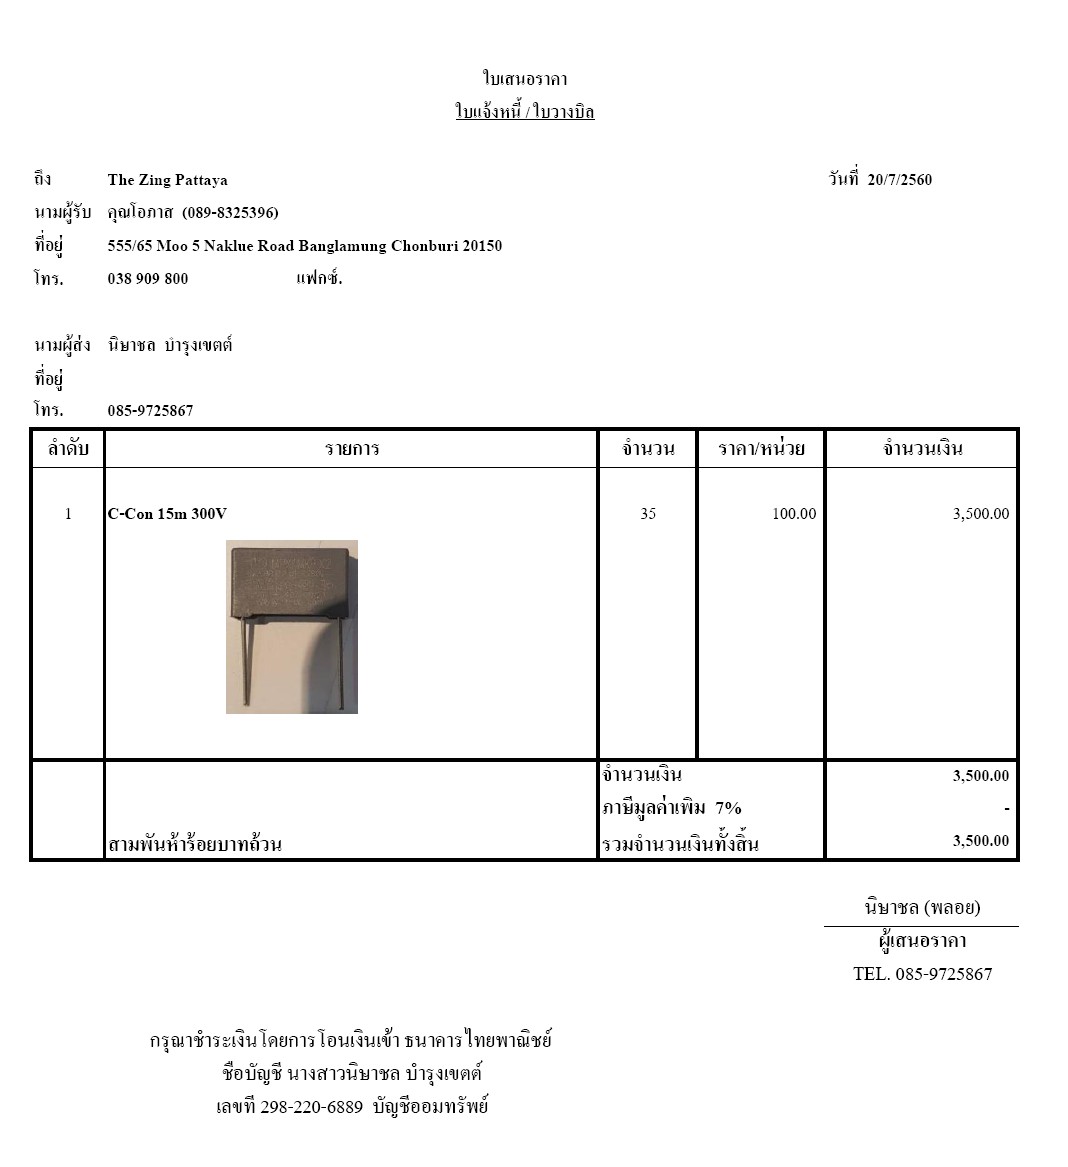 ใบเสนอราคา
ใบแจ้งหนี้ / ใบวางบิล
ถึง The Zing Pattaya วันที่ 20/7/2560
นามผู้รับ คุณโอภาส (089-8325396)
ที่อยู่ 555/65 Moo 5 Naklue Road Banglamung Chonburi 20150
โทร. 038 909 800 แฟกซ์.
นามผู้ส่ง นิษาชล บำรุงเขตต์
ที่อยู่
โทร. 085-9725867
ลำดับ รายการ จำนวน ราคา/หน่วย จำนวนเงิน
1 C-Con 15m 300V 35 100.00 3,500.00
จำนวนเงิน 3,500.00
ภาษีมูลค่าเพิ่ม 7% -
สามพันห้าร้อยบาทถ้วน รวมจำนวนเงินทั้งสิ้น 3,500.00
นิษาชล (พลอย)
ผู้เสนอราคา
TEL. 085-9725867
กรุณาชำระเงินโดยการโอนเงินเข้า ธนาคารไทยพาณิชย์
ชื่อบัญชี นางสาวนิษาชล บำรุงเขตต์
เลขที่ 298-220-6889 บัญชีออมทรัพย์